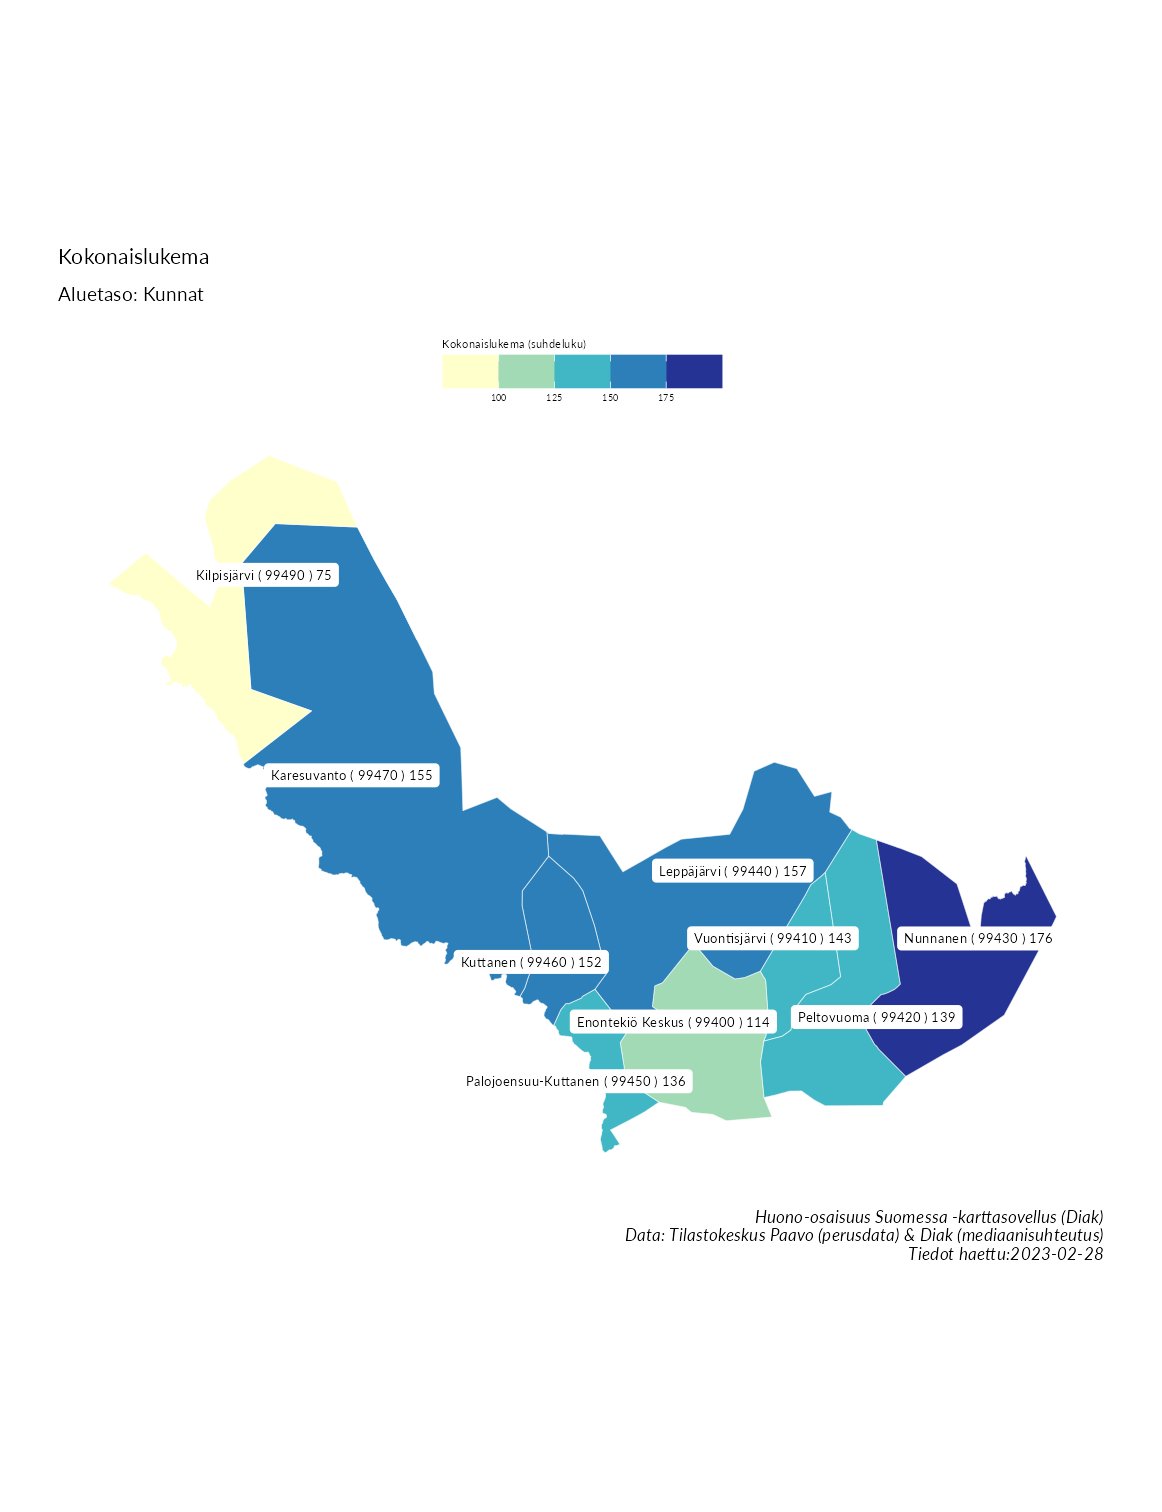 Kokonaislukema
Aluetaso: Kunnat
Kokonaislukema (suhdeluku)
100 125 150 175
Kilpisjärvi ( 99490 ) 75
Karesuvanto ( 99470 ) 155
Leppäjärvi ( 99440 ) 157
Vuontisjärvi ( 99410 ) 143
Nunnanen ( 99430 ) 176
Kuttanen ( 99460 ) 152
Enontekiö Keskus ( 99400 ) 114
Peltovuoma ( 99420 ) 139
Palojoensuu-Kuttanen ( 99450 ) 136
Huono-osaisuus Suomessa -karttasovellus (Diak)
Data: Tilastokeskus Paavo (perusdata) & Diak (mediaanisuhteutus)
Tiedot haettu:2023-02-28